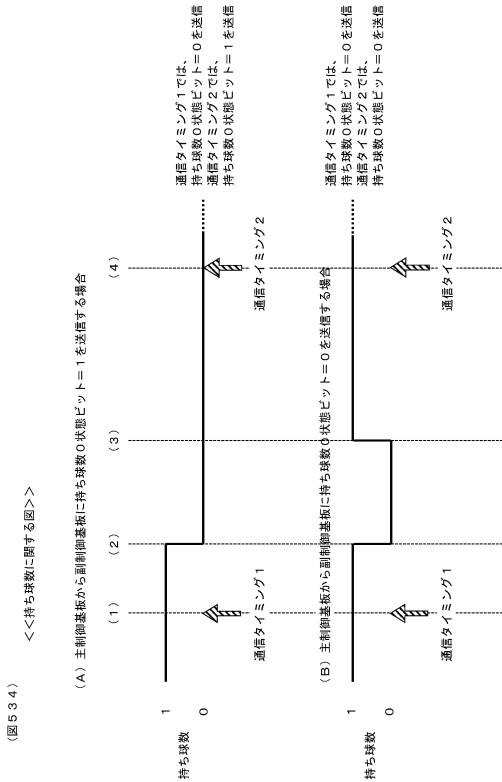 (図534)
<<持ち球数に関する図>>
(A) 主制御基板から副制御基板に持ち球数0状態ビット=1を送信する場合
(1)
(2)
(3)
(4)
1
0
持ち球数
通信タイミング1
通信タイミング2
通信タイミング1では、
持ち球数0状態ビット=0を送信
通信タイミング2では、
持ち球数0状態ビット=1を送信
(B) 主制御基板から副制御基板に持ち球数0状態ビット=0を送信する場合
1
0
持ち球数
通信タイミング1
通信タイミング2
通信タイミング1では、
持ち球数0状態ビット=0を送信
通信タイミング2では、
持ち球数0状態ビット=0を送信